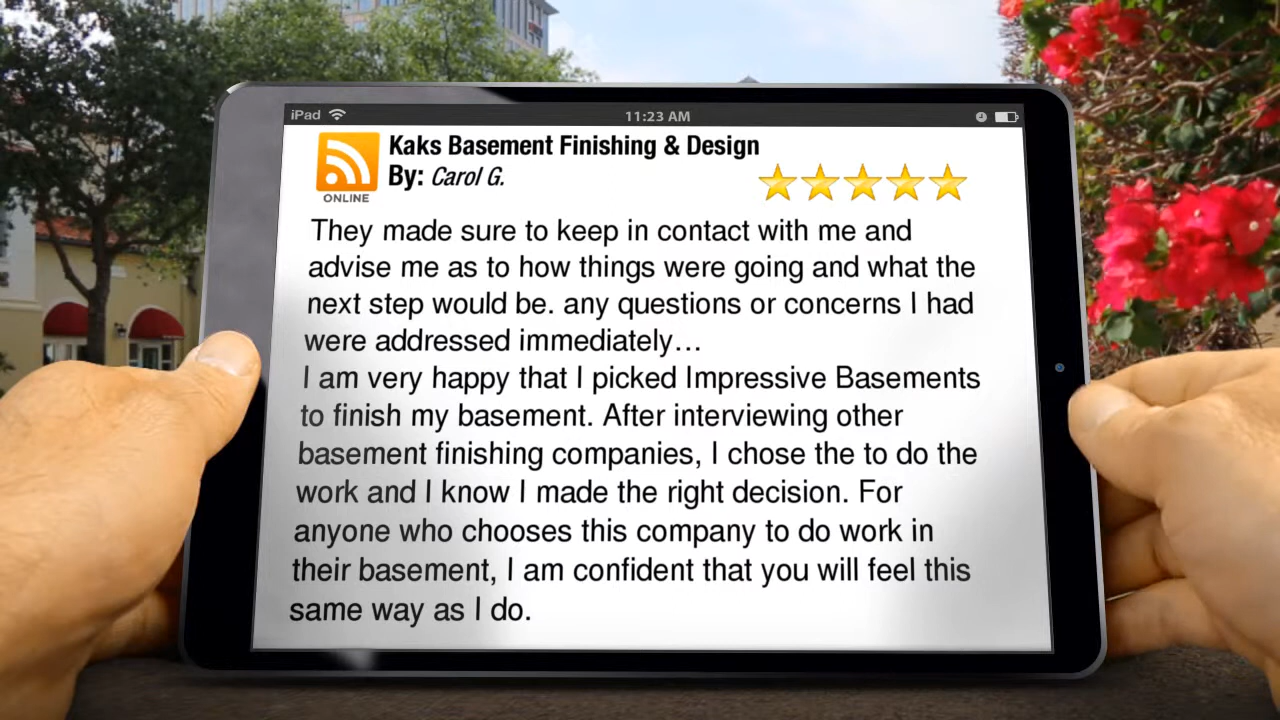 iPad 11:23 AM
Kaks Basement Finishing & Design
By: Carol G.
ONLINE
They made sure to keep in contact with me and
advise me as to how things were going and what the
next step would be. any questions or concerns I had
were addressed immediately…
I am very happy that I picked Impressive Basements
to finish my basement. After interviewing other
basement finishing companies, I chose the to do the
work and I know I made the right decision. For
anyone who chooses this company to do work in
their basement, I am confident that you will feel this
same way as I do.